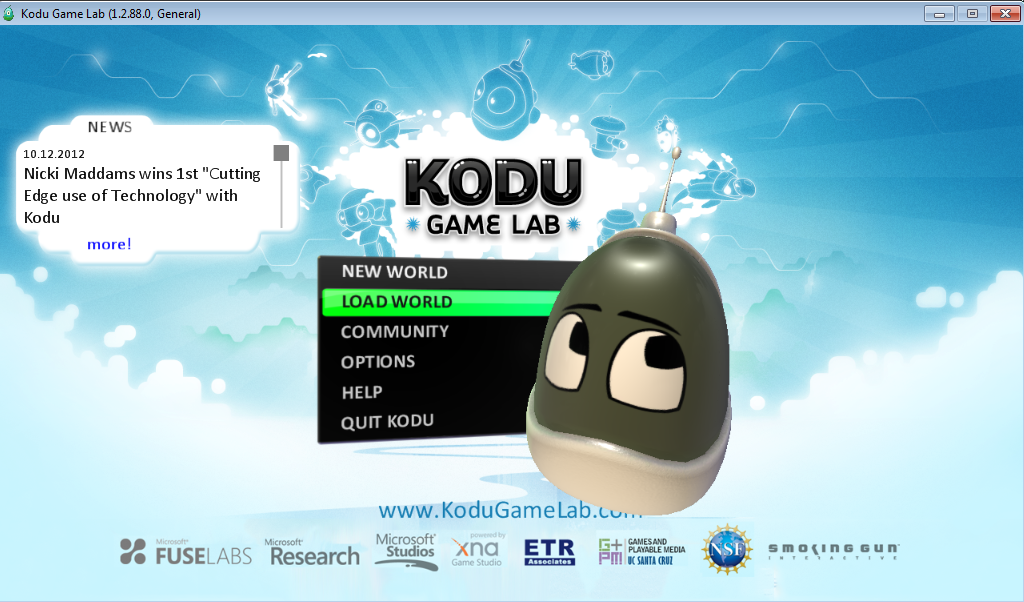 Kodu Game Lab (1.2.88.0, General)
NEWS
10.12.2012
Nicki Maddams wins 1st "Cutting
Edge use of Technology" with
Kodu
more!
KODU
GAME LAB
NEW WORLD
LOAD WORLD
COMMUNITY
OPTIONS
HELP
QUIT KODU
www.KoduGameLab.com
Microsoft®
FUSELABS
Microsoft®
Research
Microsoft®
Studios
powered by
xna
Game Studio
ETR
Associates
G+PM
GAMES AND
PLAYABLE MEDIA
UC SANTA CRUZ
NSF
SMOKING GUN
INTERACTIVE